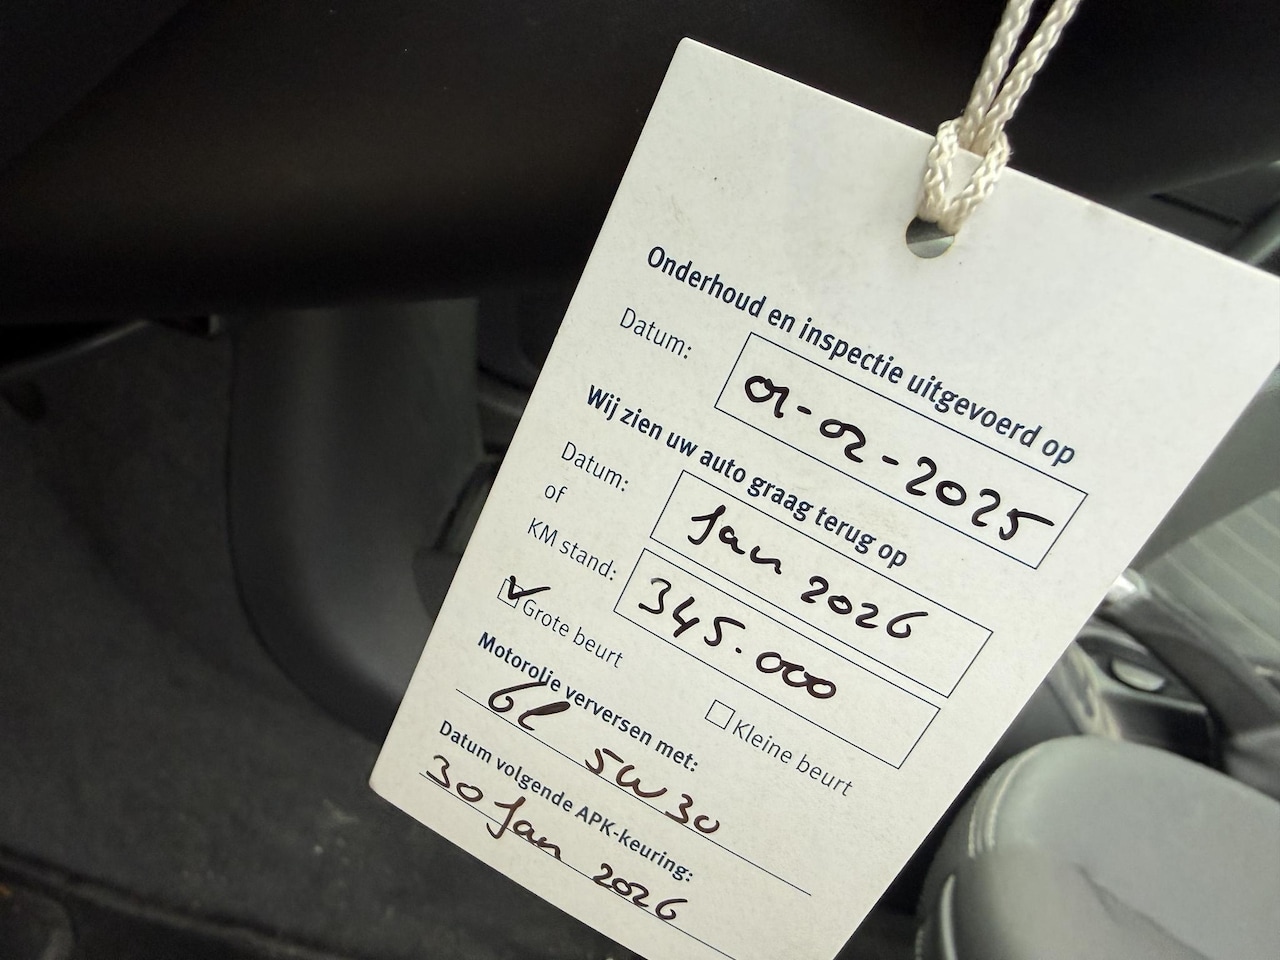 Onderhoud en inspectie uitgevoerd op
Datum: 01-02-2025
Wij zien uw auto graag terug op
Datum: Jan 2026
of
KM stand: 345.000
Grote beurt
Kleine beurt
Motorolie verversen met:
6l 5W30
Datum volgende APK-keuring:
30 Jan 2026